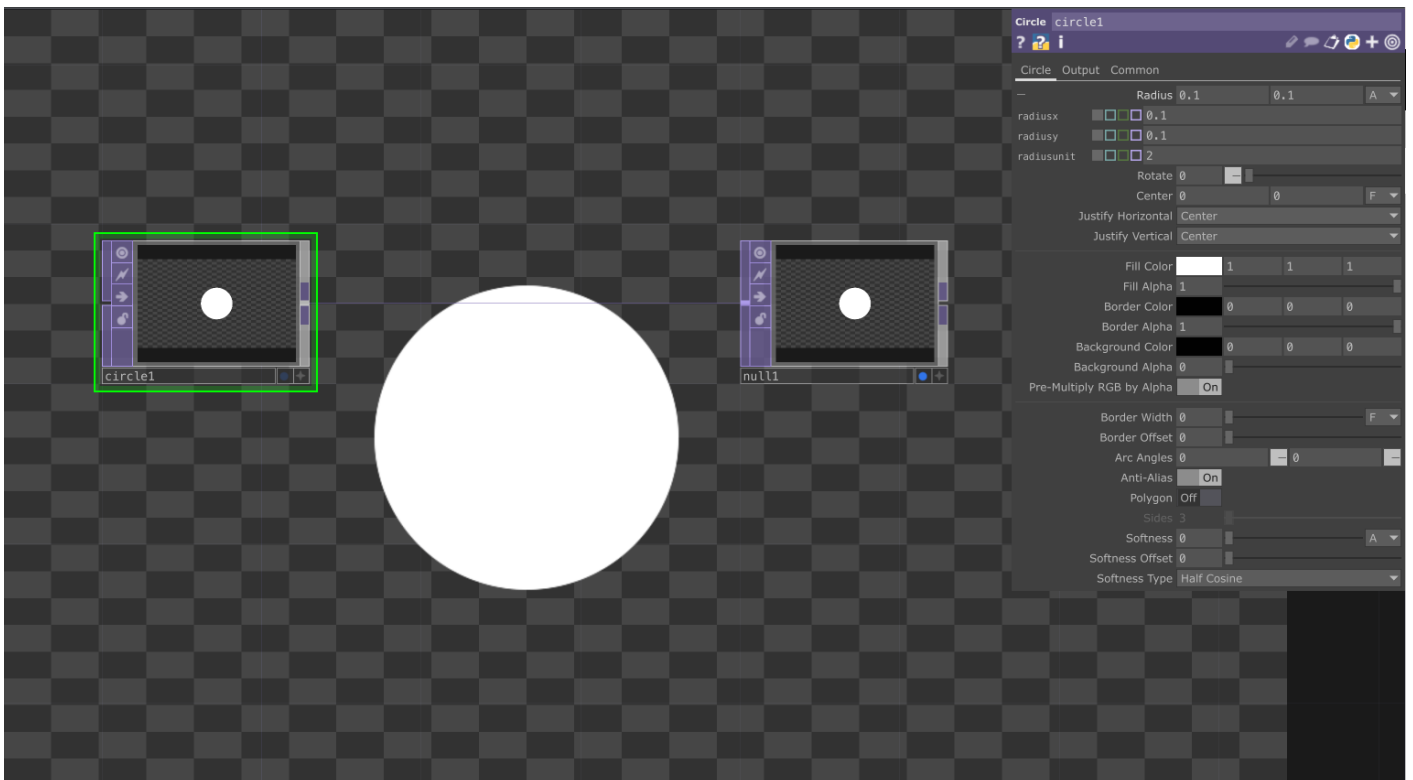 Circle circle1
? ? i
Circle Output Common
Radius 0.1 0.1 A
radiusx 0.1
radiusy 0.1
radiusunit 2
Rotate 0
Center 0 0 F
Justify Horizontal Center
Justify Vertical Center
Fill Color 1 1 1
Fill Alpha 1
Border Color 0 0 0
Border Alpha 1
Background Color 0 0 0
Background Alpha 0
Pre-Multiply RGB by Alpha On
Border Width 0 F
Border Offset 0
Arc Angles 0 0
Anti-Alias On
Polygon Off
Sides 3
Softness 0 A
Softness Offset 0
Softness Type Half Cosine
circle1
null1